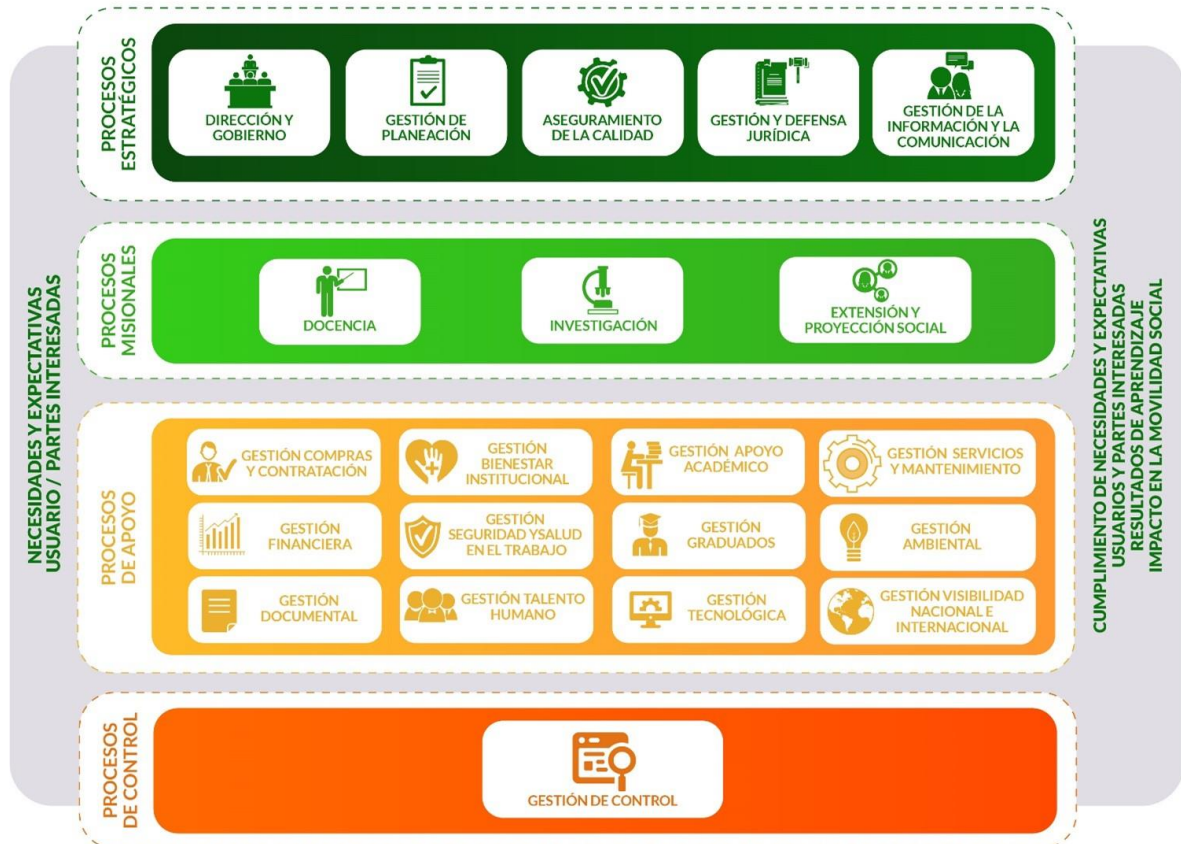 NECESIDADES Y EXPECTATIVAS
USUARIO / PARTES INTERESADAS
PROCESOS
ESTRATÉGICOS
DIRECCIÓN Y
GOBIERNO
GESTIÓN DE
PLANEACIÓN
ASEGURAMIENTO
DE LA CALIDAD
GESTIÓN Y DEFENSA
JURÍDICA
GESTIÓN DE LA
INFORMACIÓN Y LA
COMUNICACIÓN
PROCESOS
MISIONALES
DOCENCIA
INVESTIGACIÓN
EXTENSIÓN Y
PROYECCIÓN SOCIAL
PROCESOS
DE APOYO
GESTIÓN COMPRAS
Y CONTRATACIÓN
GESTIÓN
BIENESTAR
INSTITUCIONAL
GESTIÓN APOYO
ACADÉMICO
GESTIÓN SERVICIOS
Y MANTENIMIENTO
GESTIÓN
FINANCIERA
GESTIÓN
SEGURIDAD YSALUD
EN EL TRABAJO
GESTIÓN
GRADUADOS
GESTIÓN
AMBIENTAL
GESTIÓN
DOCUMENTAL
GESTIÓN TALENTO
HUMANO
GESTIÓN
TECNOLÓGICA
GESTIÓN VISIBILIDAD
NACIONAL E
INTERNACIONAL
PROCESOS
DE CONTROL
GESTIÓN DE CONTROL
CUMPLIMIENTO DE NECESIDADES Y EXPECTATIVAS
USUARIOS Y PARTES INTERESADAS
RESULTADOS DE APRENDIZAJE
IMPACTO EN LA MOVILIDAD SOCIAL